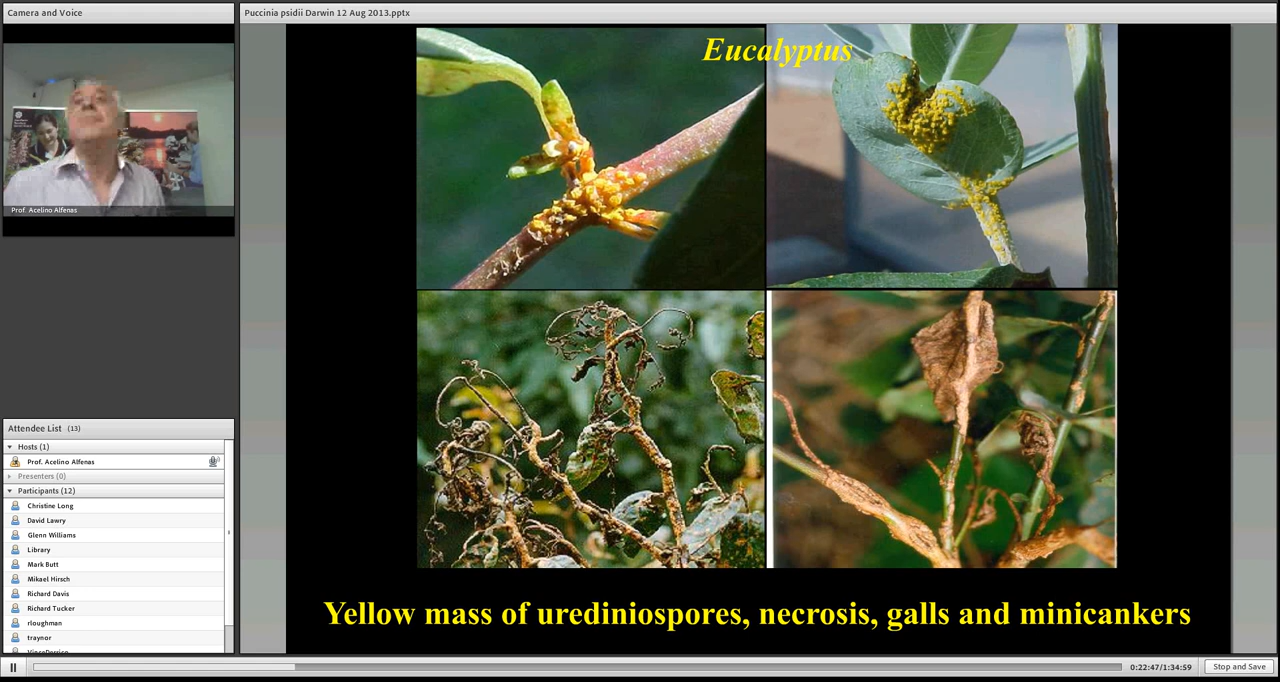 Camera and Voice
Prof. Acelino Alfenas
Attendee List (13)
Hosts (1)
Prof. Acelino Alfenas
Presenters (0)
Participants (12)
Christine Long
David Lawry
Glenn Williams
Library
Mark Butt
Mikael Hirsch
Richard Davis
Richard Tucker
rloughman
traynor
Puccinia psidii Darwin 12 Aug 2013.pptx
Eucalyptus
Yellow mass of urediniospores, necrosis, galls and minicankers
0:22:47/1:34:59
Stop and Save